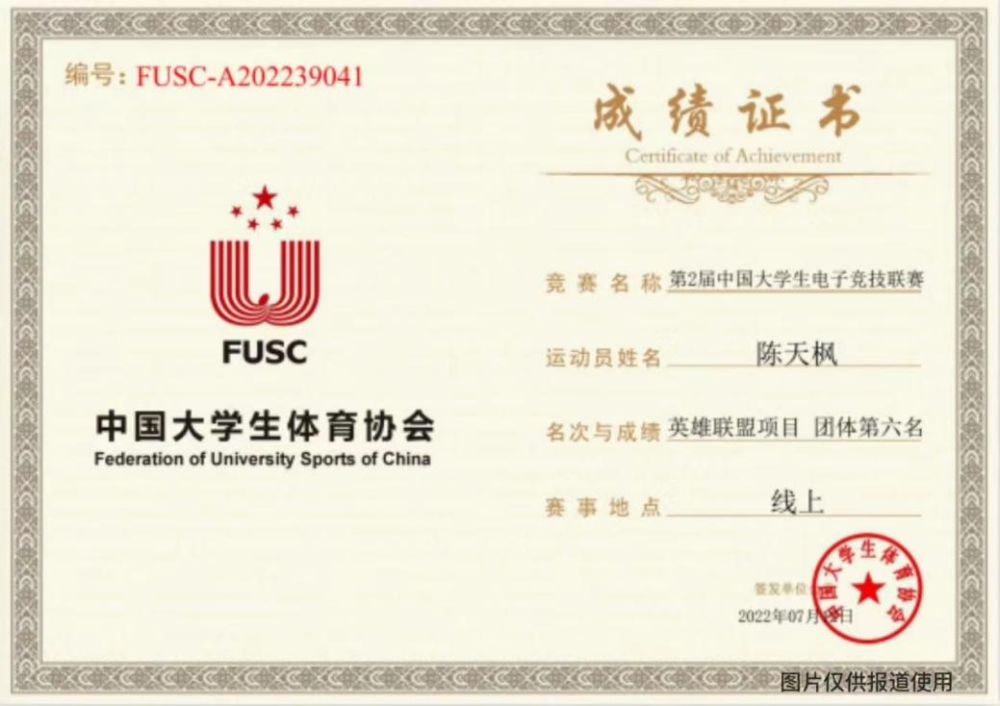 编号：FUSC-A202239041
成绩证书
Certificate of Achievement
FUSC
中国大学生体育协会
Federation of University Sports of China
竞赛名称 第2届中国大学生电子竞技联赛
运动员姓名 陈天枫
名次与成绩 英雄联盟项目 团体第六名
赛事地点 线上
签发单位
中国大学生体育协会
2022年07月 日
图片仅供报道使用